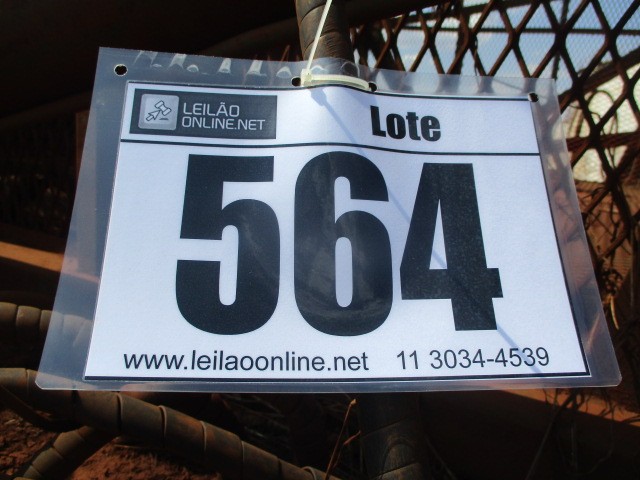 LEILÃO
ONLINE.NET
Lote
564
www.leilaoonline.net 11 3034-4539